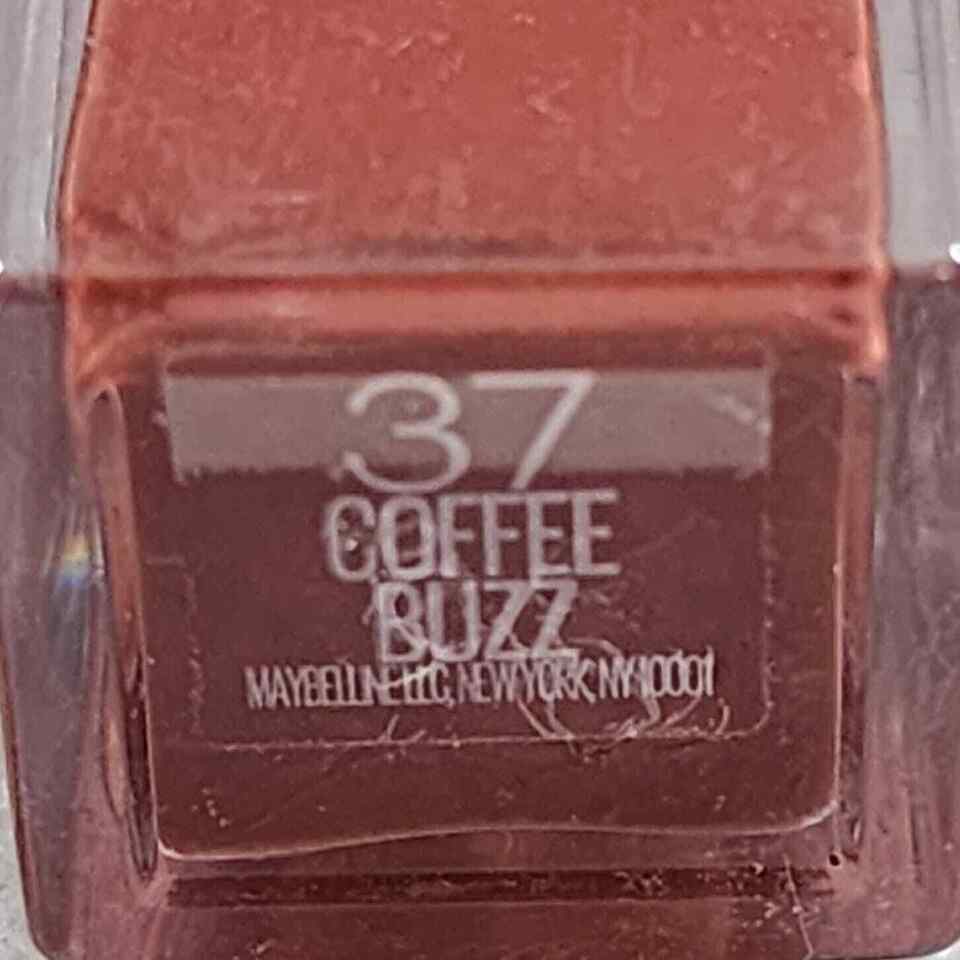 37
COFFEE
BUZZ
MAYBELLINE LLC, NEW YORK, NY 10001